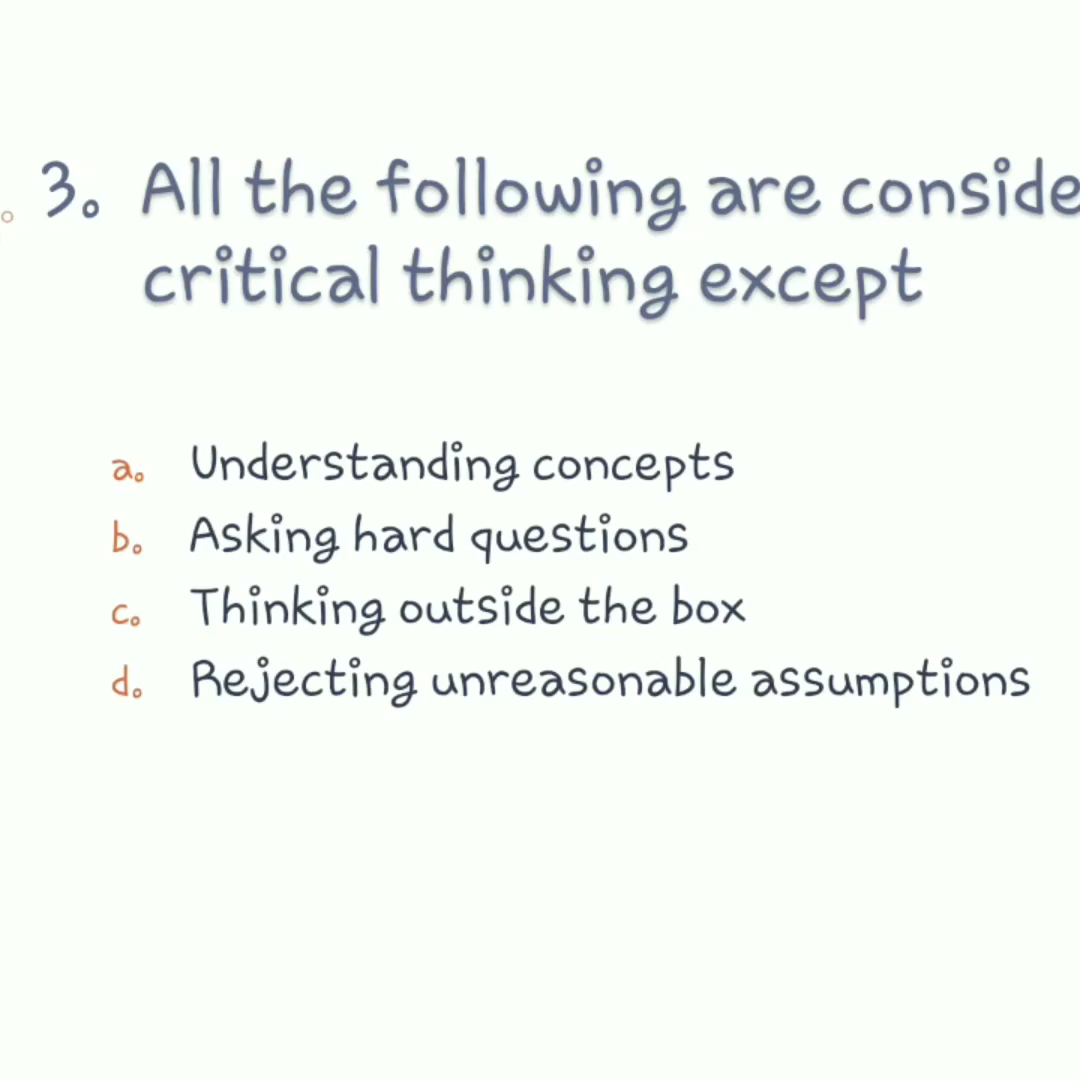 3. All the following are conside
critical thinking except
a. Understanding concepts
b. Asking hard questions
c. Thinking outside the box
d. Rejecting unreasonable assumptions